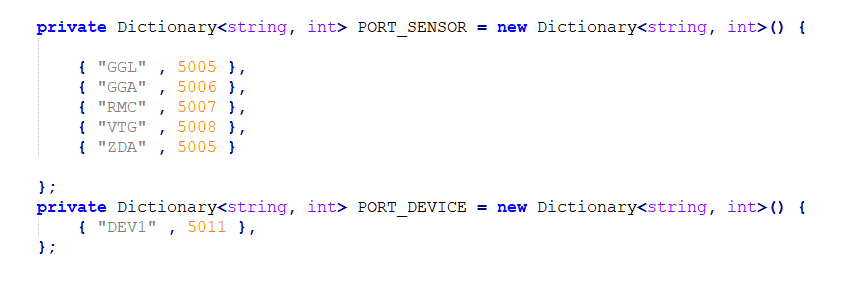 private Dictionary<string, int> PORT_SENSOR = new Dictionary<string, int>() {
{ "GGL" , 5005 },
{ "GGA" , 5006 },
{ "RMC" , 5007 },
{ "VTG" , 5008 },
{ "ZDA" , 5005 }
};
private Dictionary<string, int> PORT_DEVICE = new Dictionary<string, int>() {
{ "DEV1" , 5011 },
};